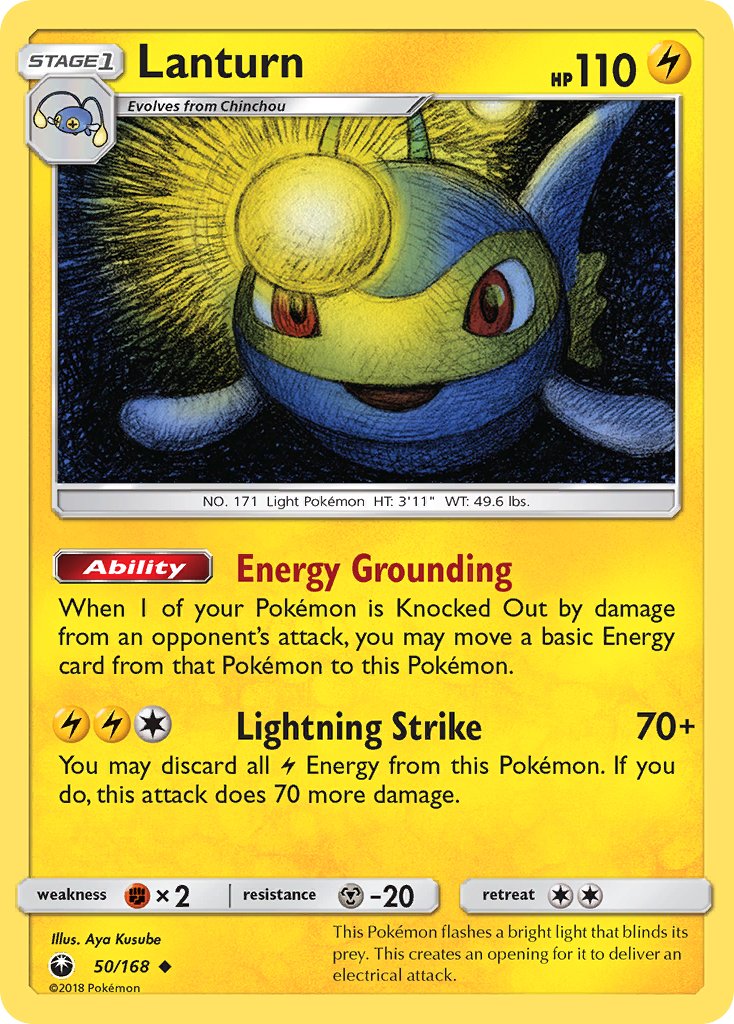 STAGE1
Lanturn
HP 110
Evolves from Chinchou
NO. 171 Light Pokémon HT: 3'11" WT: 49.6 lbs.
Ability Energy Grounding
When 1 of your Pokémon is Knocked Out by damage
from an opponent's attack, you may move a basic Energy
card from that Pokémon to this Pokémon.
Lightning Strike 70+
You may discard all Energy from this Pokémon. If you
do, this attack does 70 more damage.
weakness ×2 resistance -20 retreat
Illus. Aya Kusube
50/168
©2018 Pokémon
This Pokémon flashes a bright light that blinds its
prey. This creates an opening for it to deliver an
electrical attack.